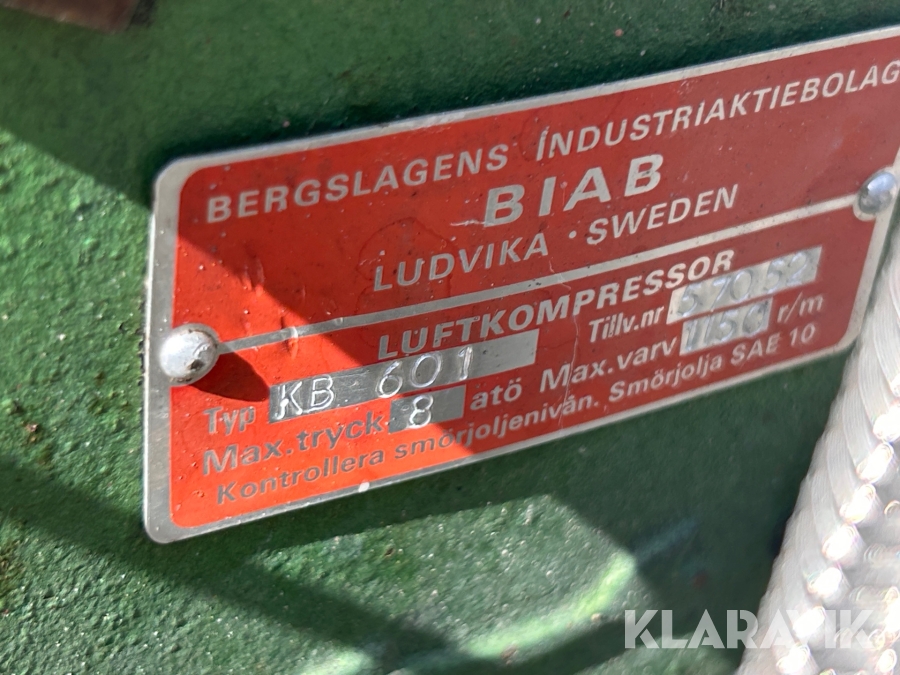 BERGSLAGENS INDUSTRIAKTIEBOLAG
BIAB
LUDVIKA · SWEDEN
LUFTKOMPRESSOR
Typ KB 601 Tillv.nr
Max.tryck 8 atö Max.varv 1150 r/m
Kontrollera smörjoljenivån. Smörjolja SAE 10
KLARAVIK